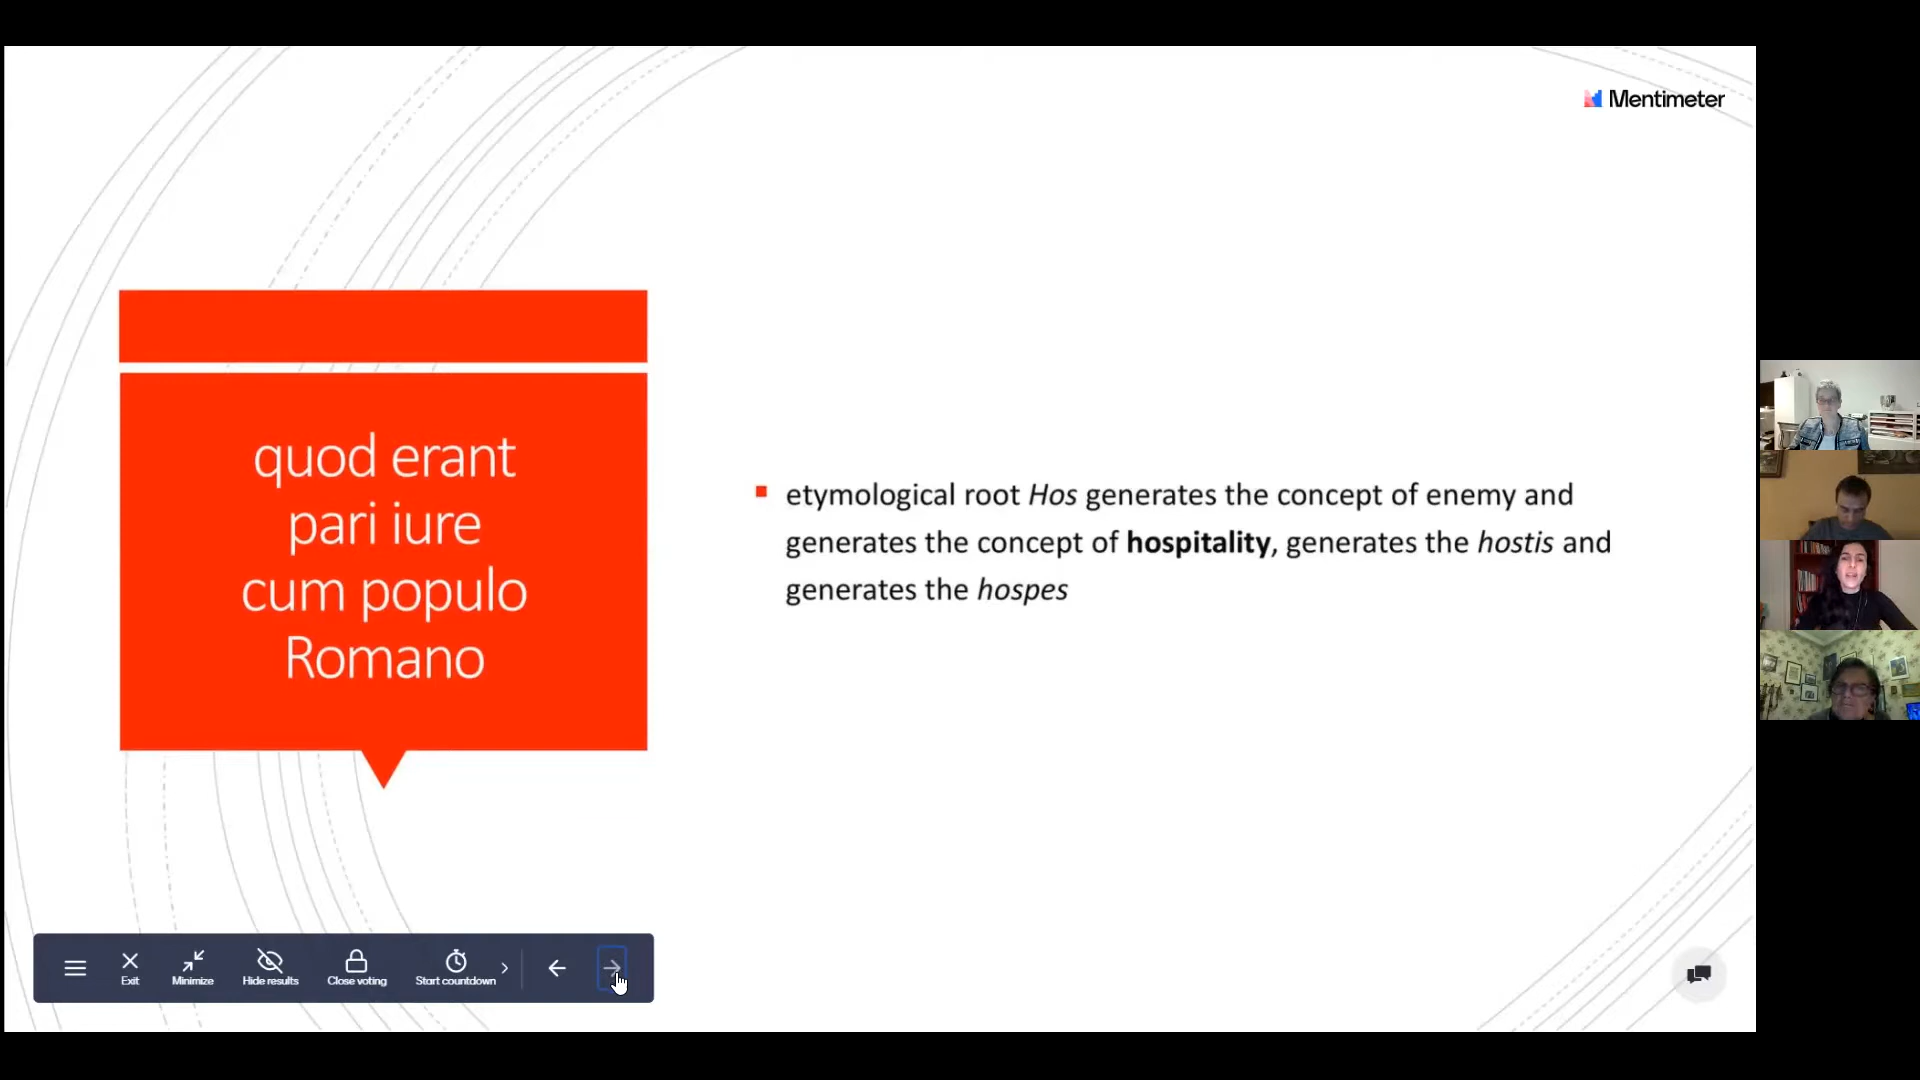 Mentimeter
quod erant
pari iure
cum populo
Romano
etymological root Hos generates the concept of enemy and
generates the concept of hospitality, generates the hostis and
generates the hospes
Exit
Minimize
Hide results
Close voting
Start countdown